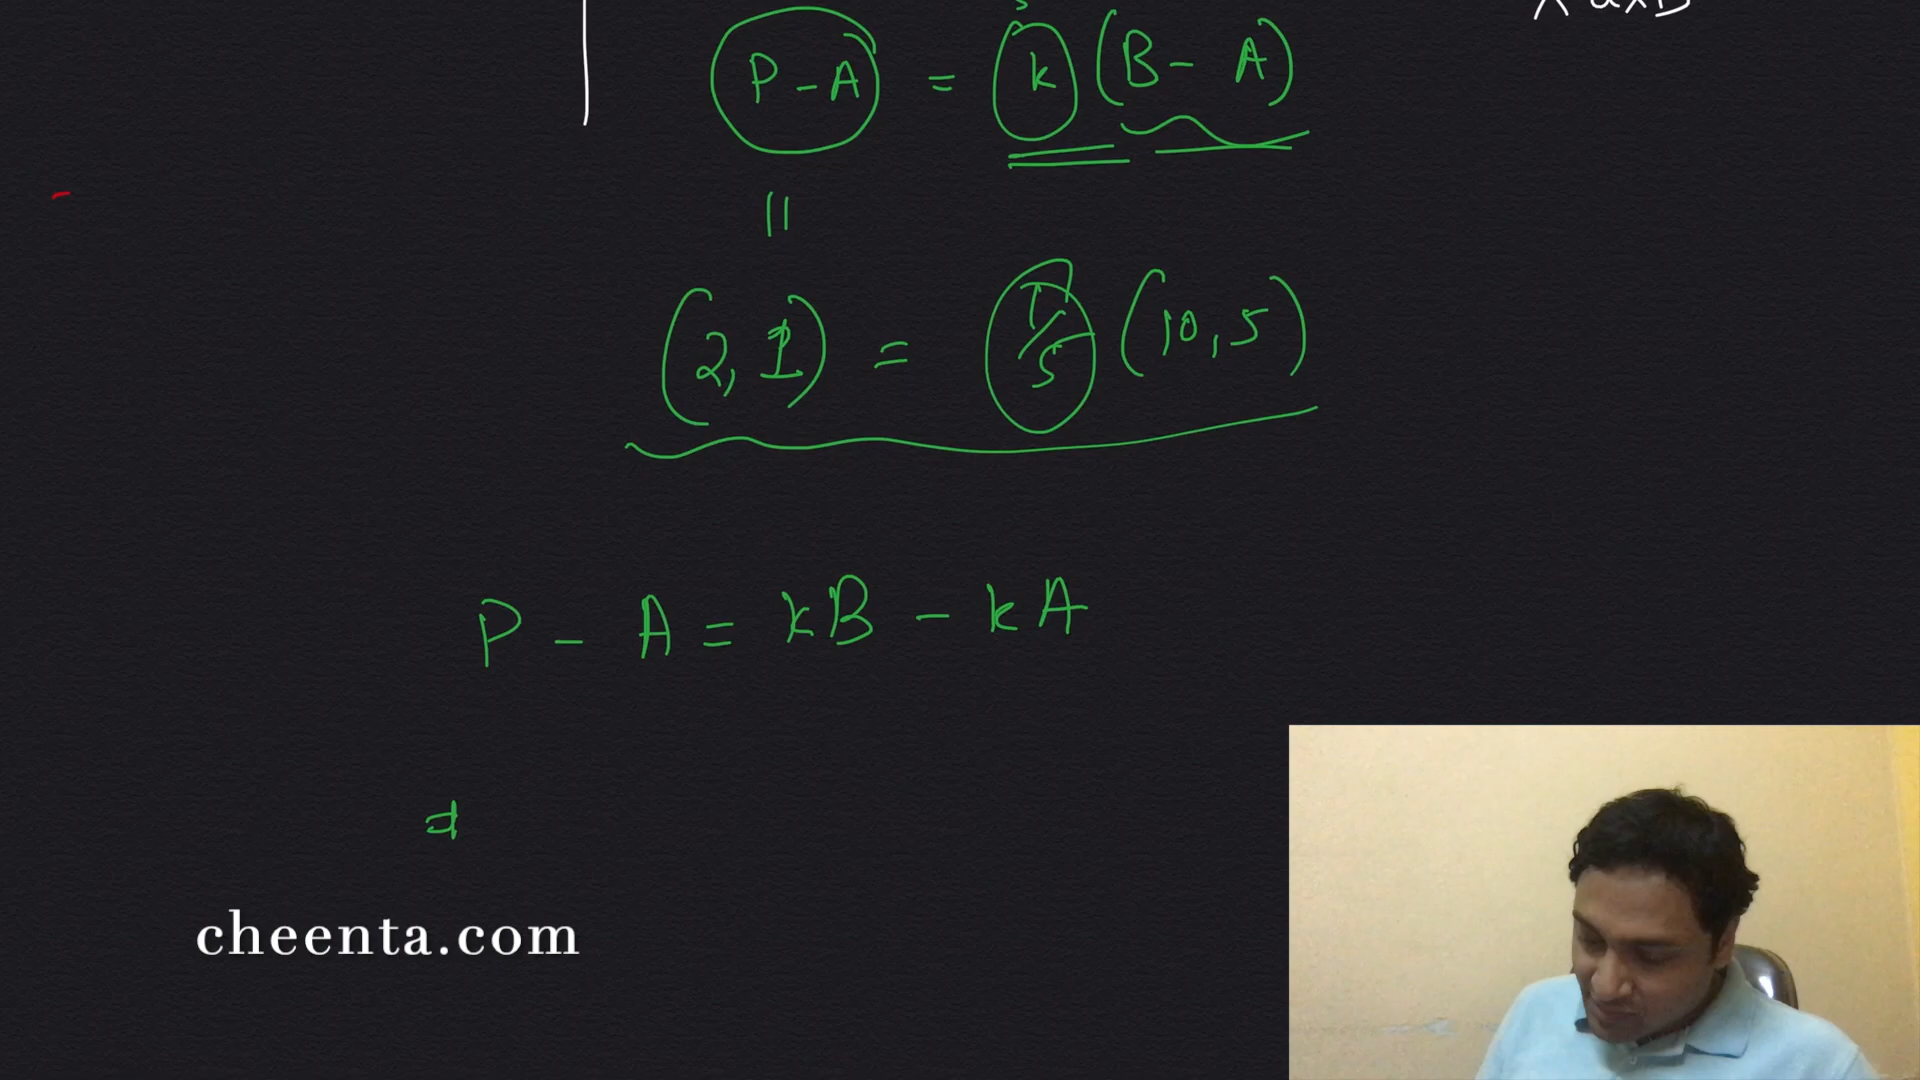 P - A = k (B - A)
||
(2, 1) = 1/5 (10, 5)
P - A = kB - kA
cheenta.com